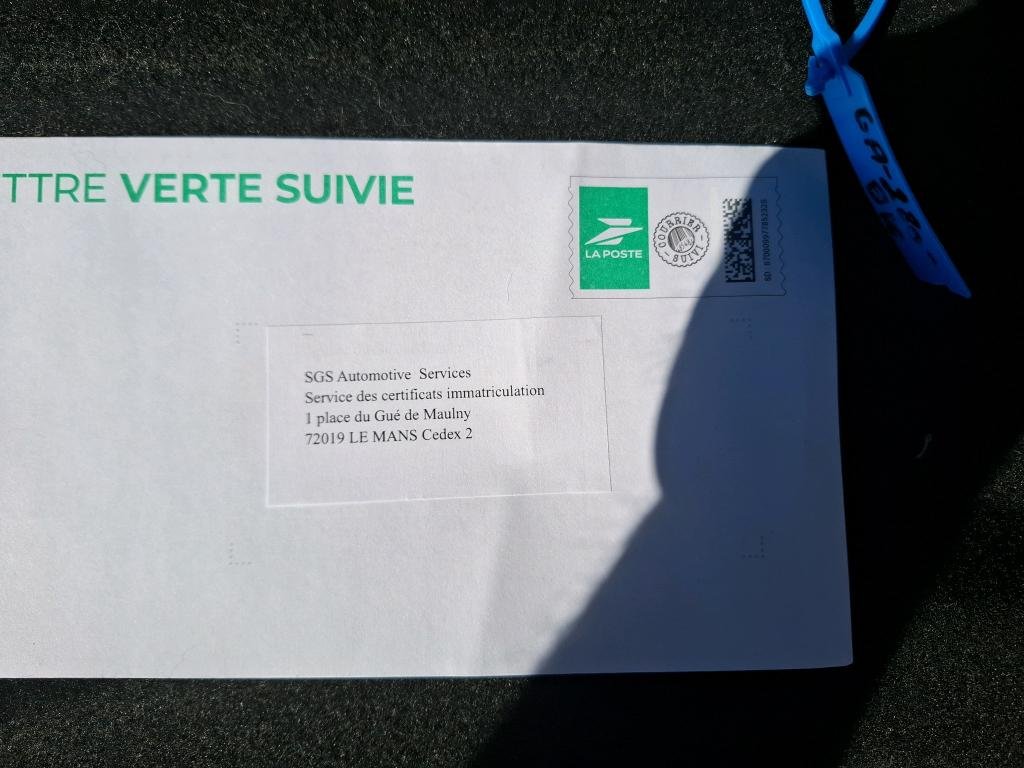 TTRE VERTE SUIVIE
LA POSTE
COURRIER SUIVI
SGS Automotive Services
Service des certificats immatriculation
1 place du Gué de Maulny
72019 LE MANS Cedex 2